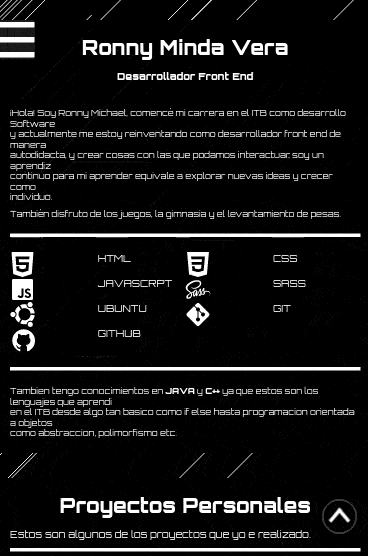 Ronny Minda Vera
Desarrollador Front End
¡Hola! Soy Ronny Michael, comencé mi carrera en el ITB como desarrollo
Software
y actualmente me estoy reinventando como desarrollador front end de
manera
autodidacta, y crear cosas con las que podamos interactuar, soy un
aprendiz
continuo para mi aprender equivale a explorar nuevas ideas y crecer
como
individuo.
También disfruto de los juegos, la gimnasia y el levantamiento de pesas.
HTML CSS
JS JAVASCRPT Sass SASS
UBUNTU GIT
GITHUB
Tambien tengo conocimientos en JAVA y C++ ya que estos son los
lenguajes que aprendi
en el ITB desde algo tan basico como if else hasta programacion orientada
a objetos
como abstraccion, polimorfismo etc.
Proyectos Personales
Estos son algunos de los proyectos que yo e realizado.